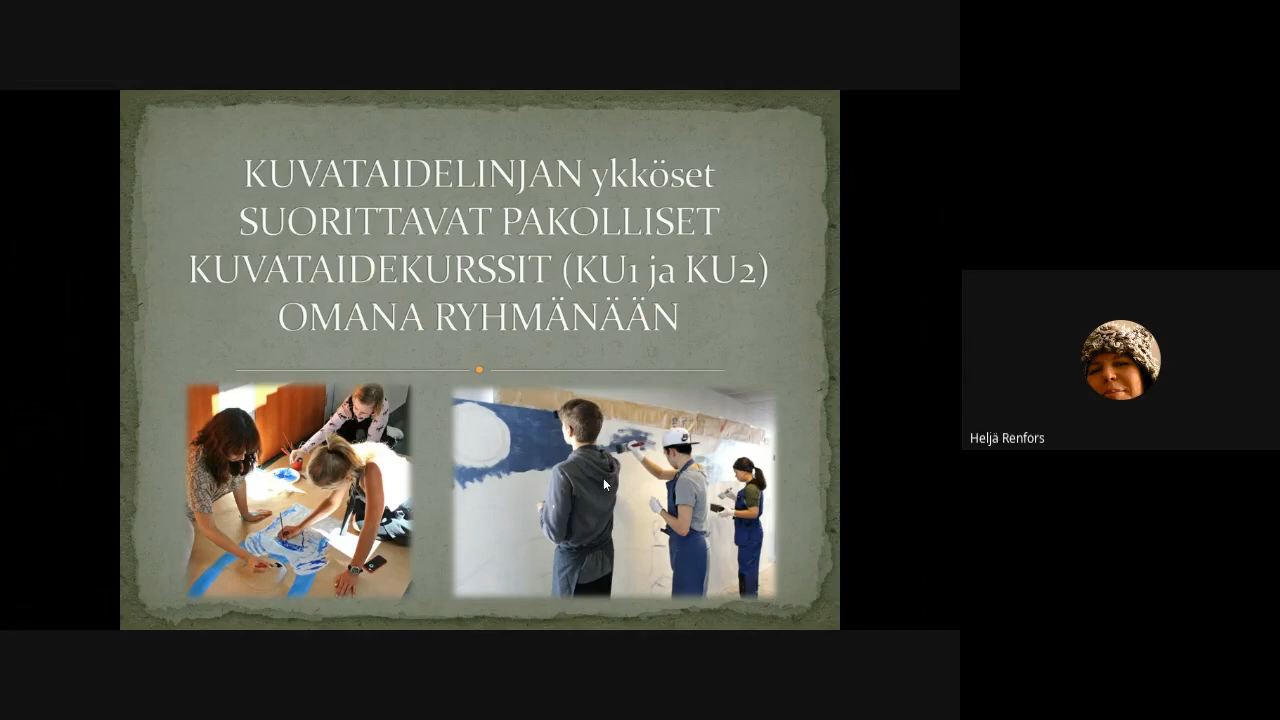 KUVATAIDELINJAN ykköset
SUORITTAVAT PAKOLLISET
KUVATAIDEKURSSIT (KU1 ja KU2)
OMANA RYHMÄNÄÄN
Heljä Renfors